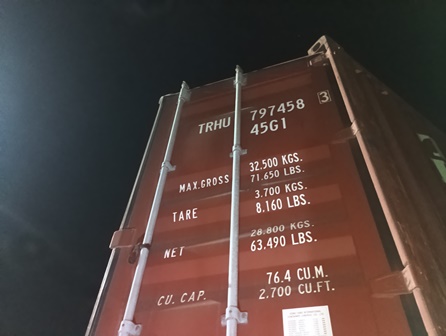 TRHU 797458 3
45G1
MAX.GROSS 32.500 KGS.
71.650 LBS.
TARE 3.700 KGS.
8.160 LBS.
NET 28.800 KGS.
63.490 LBS.
CU. CAP. 76.4 CU.M.
2.700 CU.FT.